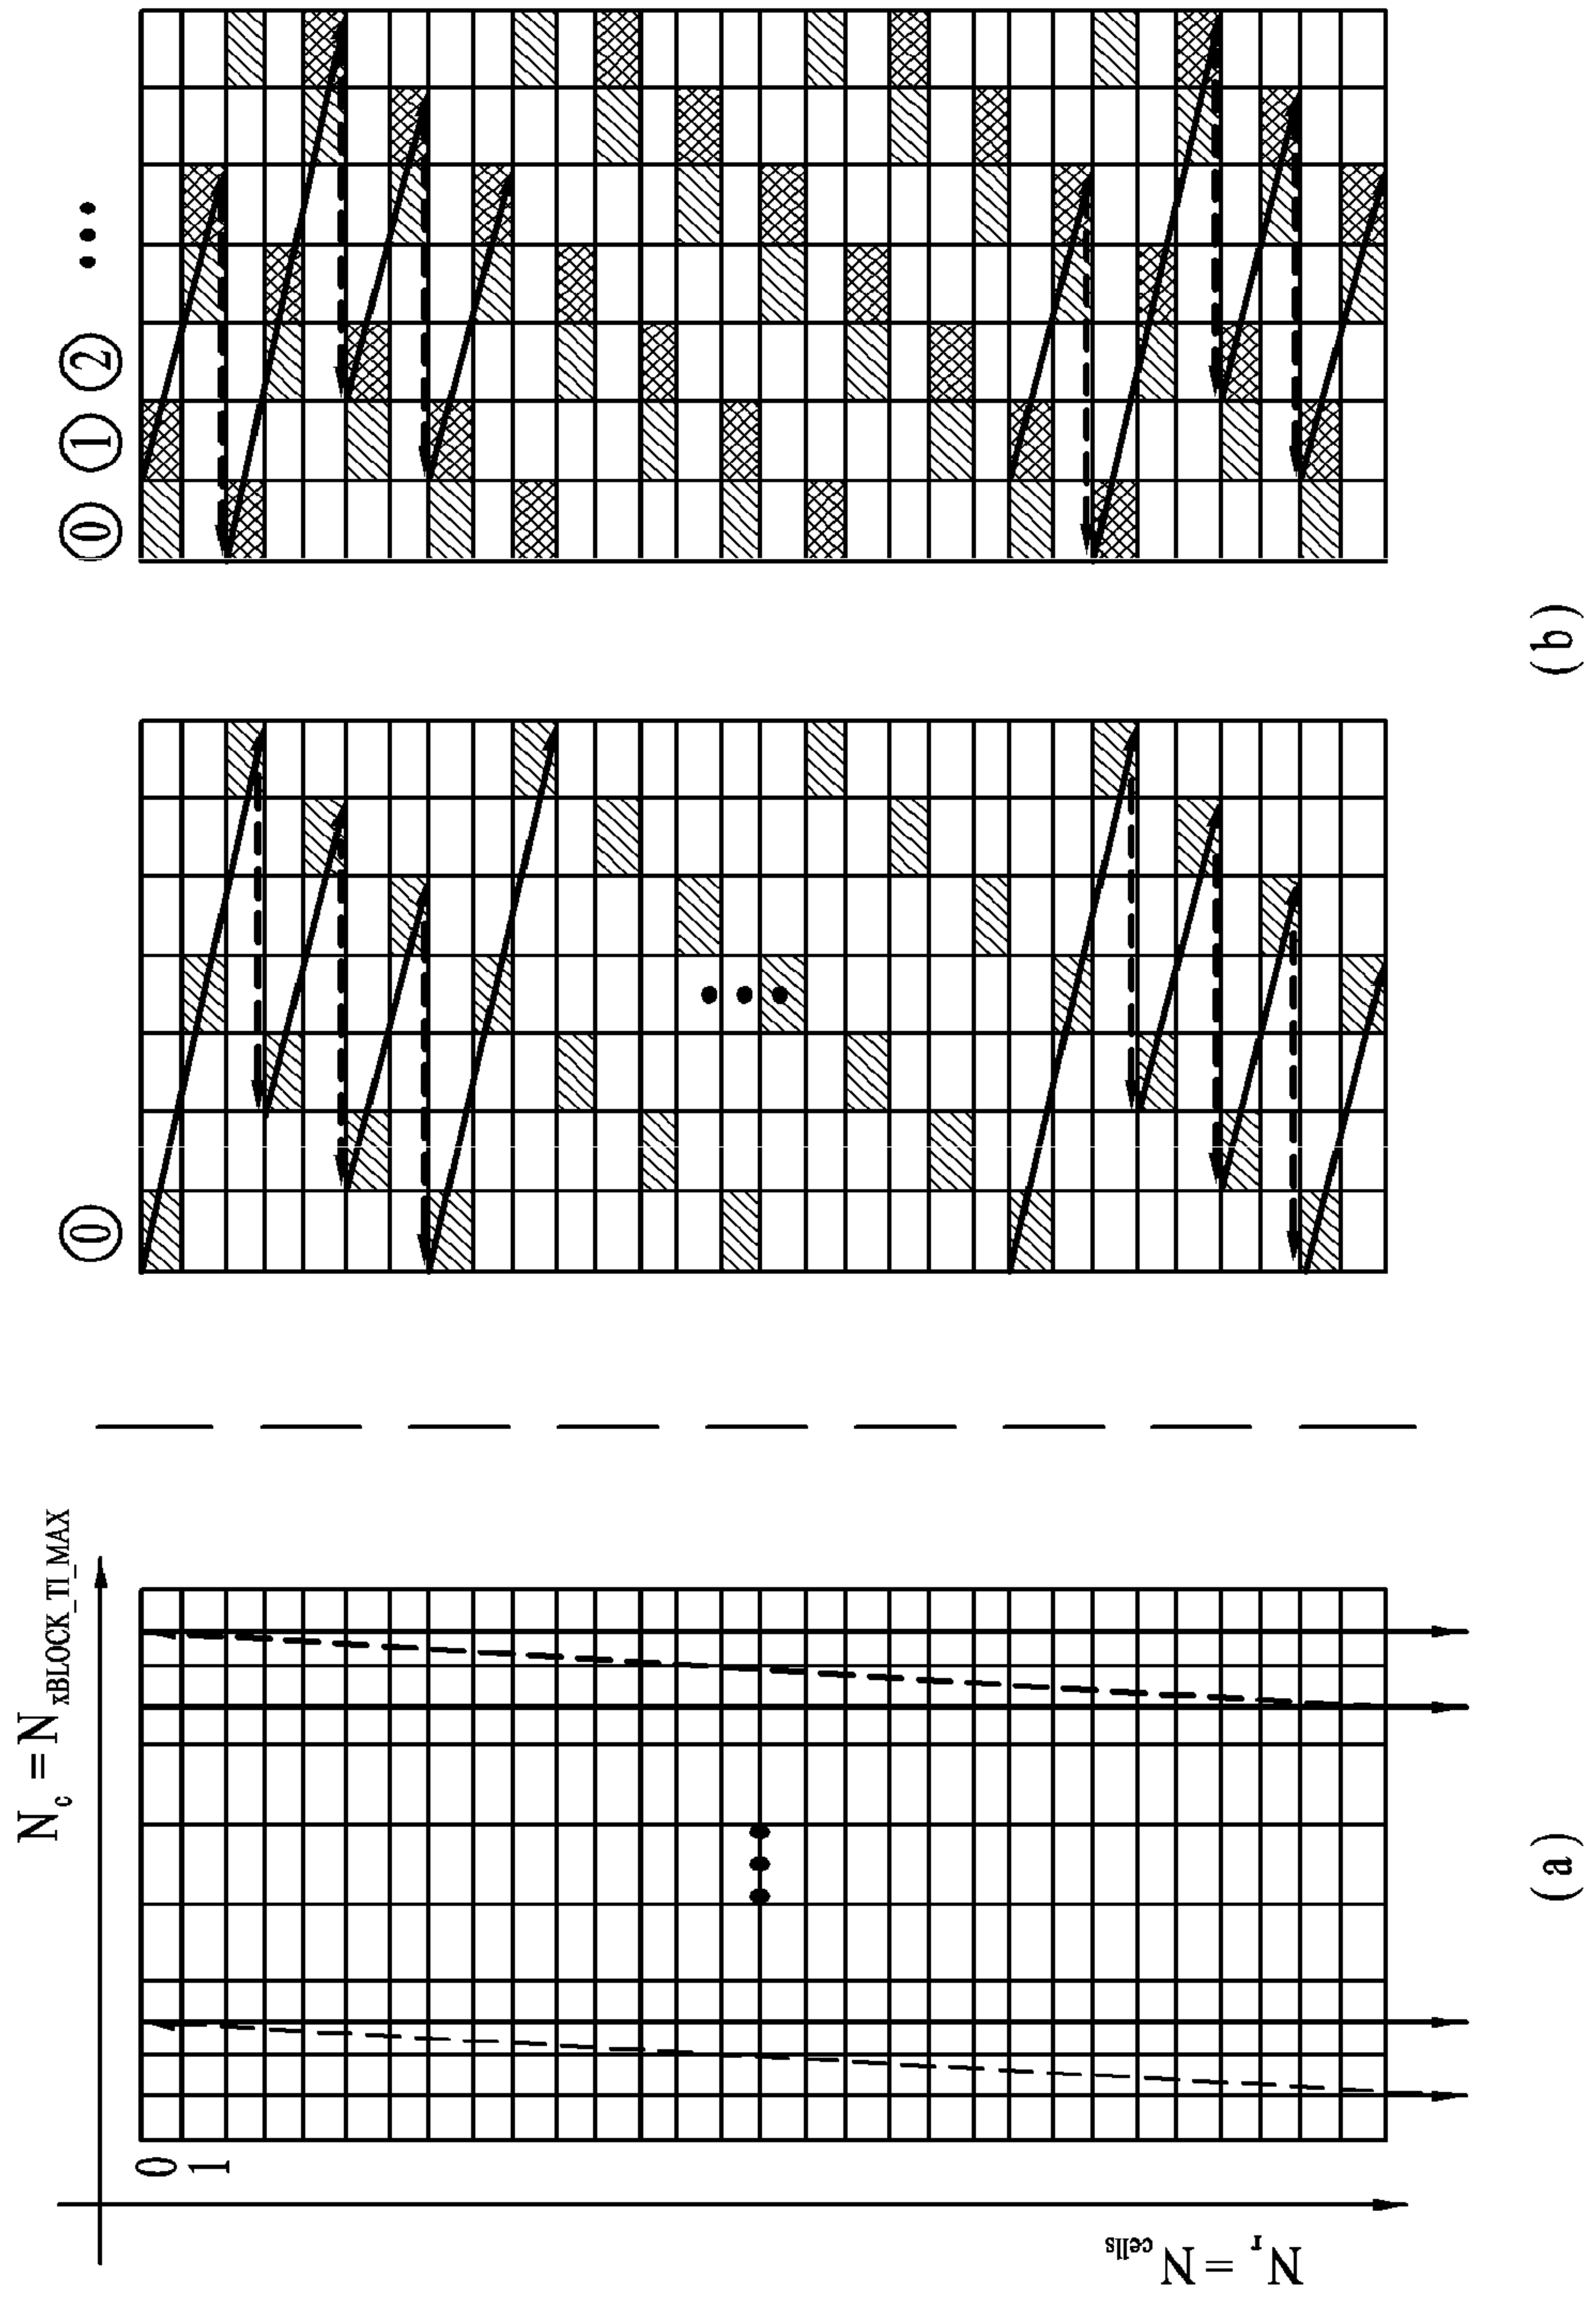 N_c = N_xBLOCK_TI_MAX
0
1
N_r = N_cells
(a)
⓪
⓪ ① ② •••
(b)